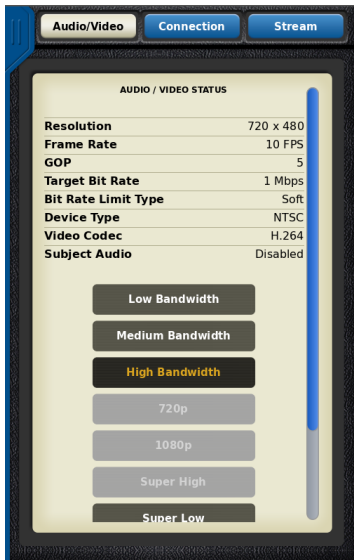 Audio/Video Connection Stream
AUDIO / VIDEO STATUS
Resolution 720 x 480
Frame Rate 10 FPS
GOP 5
Target Bit Rate 1 Mbps
Bit Rate Limit Type Soft
Device Type NTSC
Video Codec H.264
Subject Audio Disabled
Low Bandwidth
Medium Bandwidth
High Bandwidth
720p
1080p
Super High
Super Low